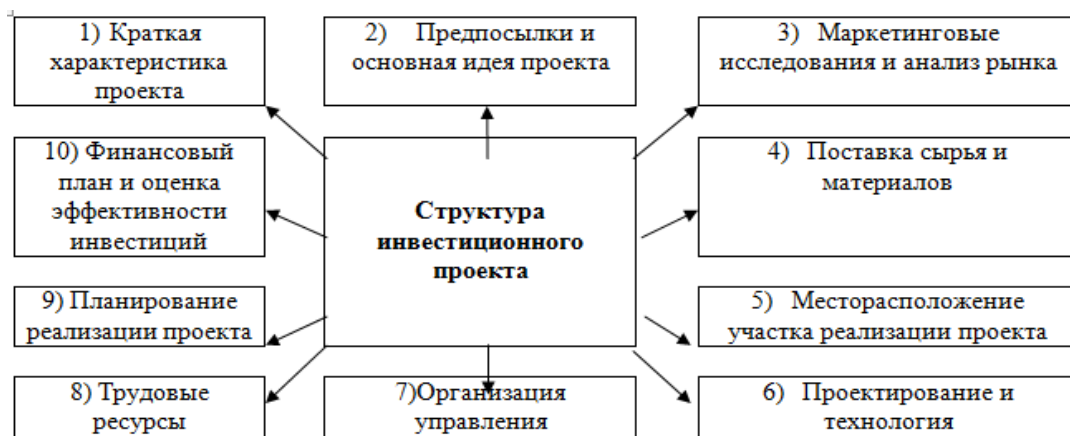 1) Краткая
характеристика
проекта
2) Предпосылки и
основная идея проекта
3) Маркетинговые
исследования и анализ рынка
10) Финансовый
план и оценка
эффективности
инвестиций
Структура
инвестиционного
проекта
4) Поставка сырья и
материалов
9) Планирование
реализации проекта
5) Месторасположение
участка реализации проекта
8) Трудовые
ресурсы
7)Организация
управления
6) Проектирование и
технология